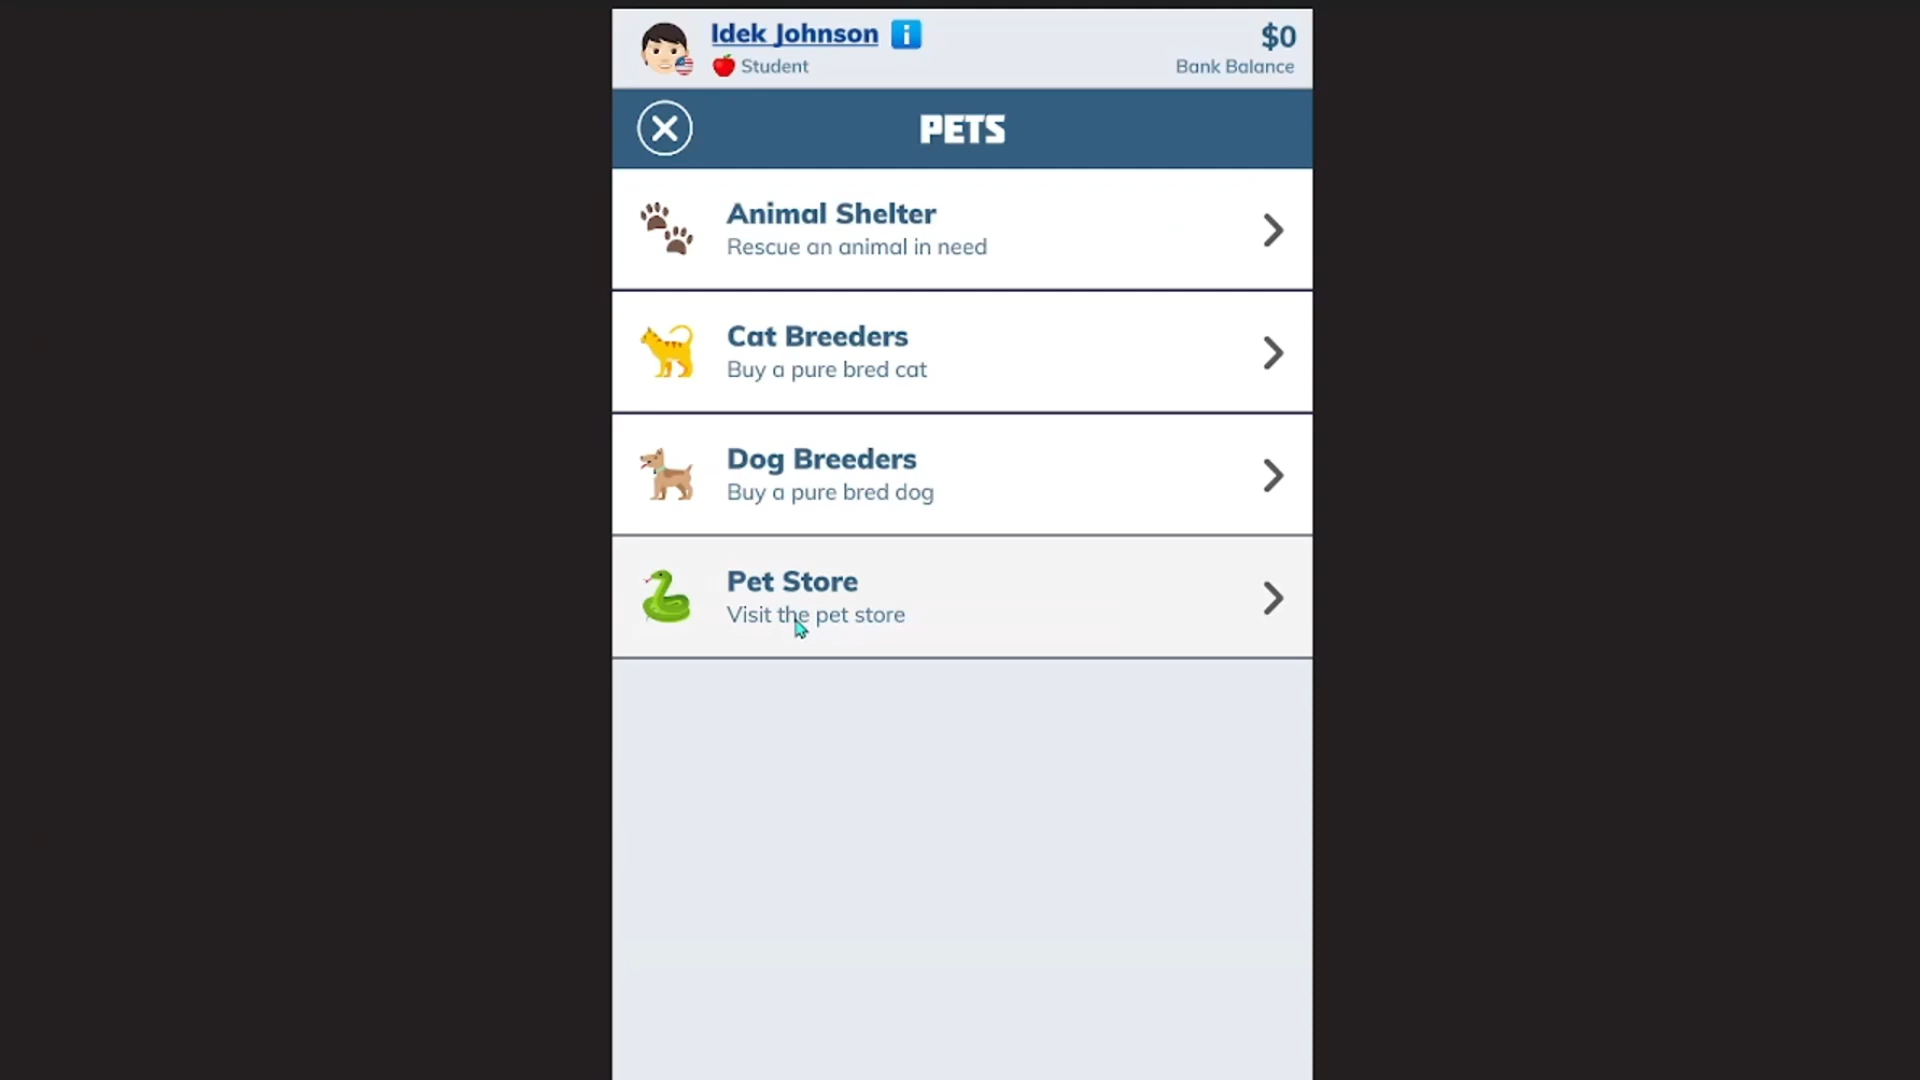 Idek Johnson
Student
$0
Bank Balance
PETS
Animal Shelter
Rescue an animal in need
Cat Breeders
Buy a pure bred cat
Dog Breeders
Buy a pure bred dog
Pet Store
Visit the pet store